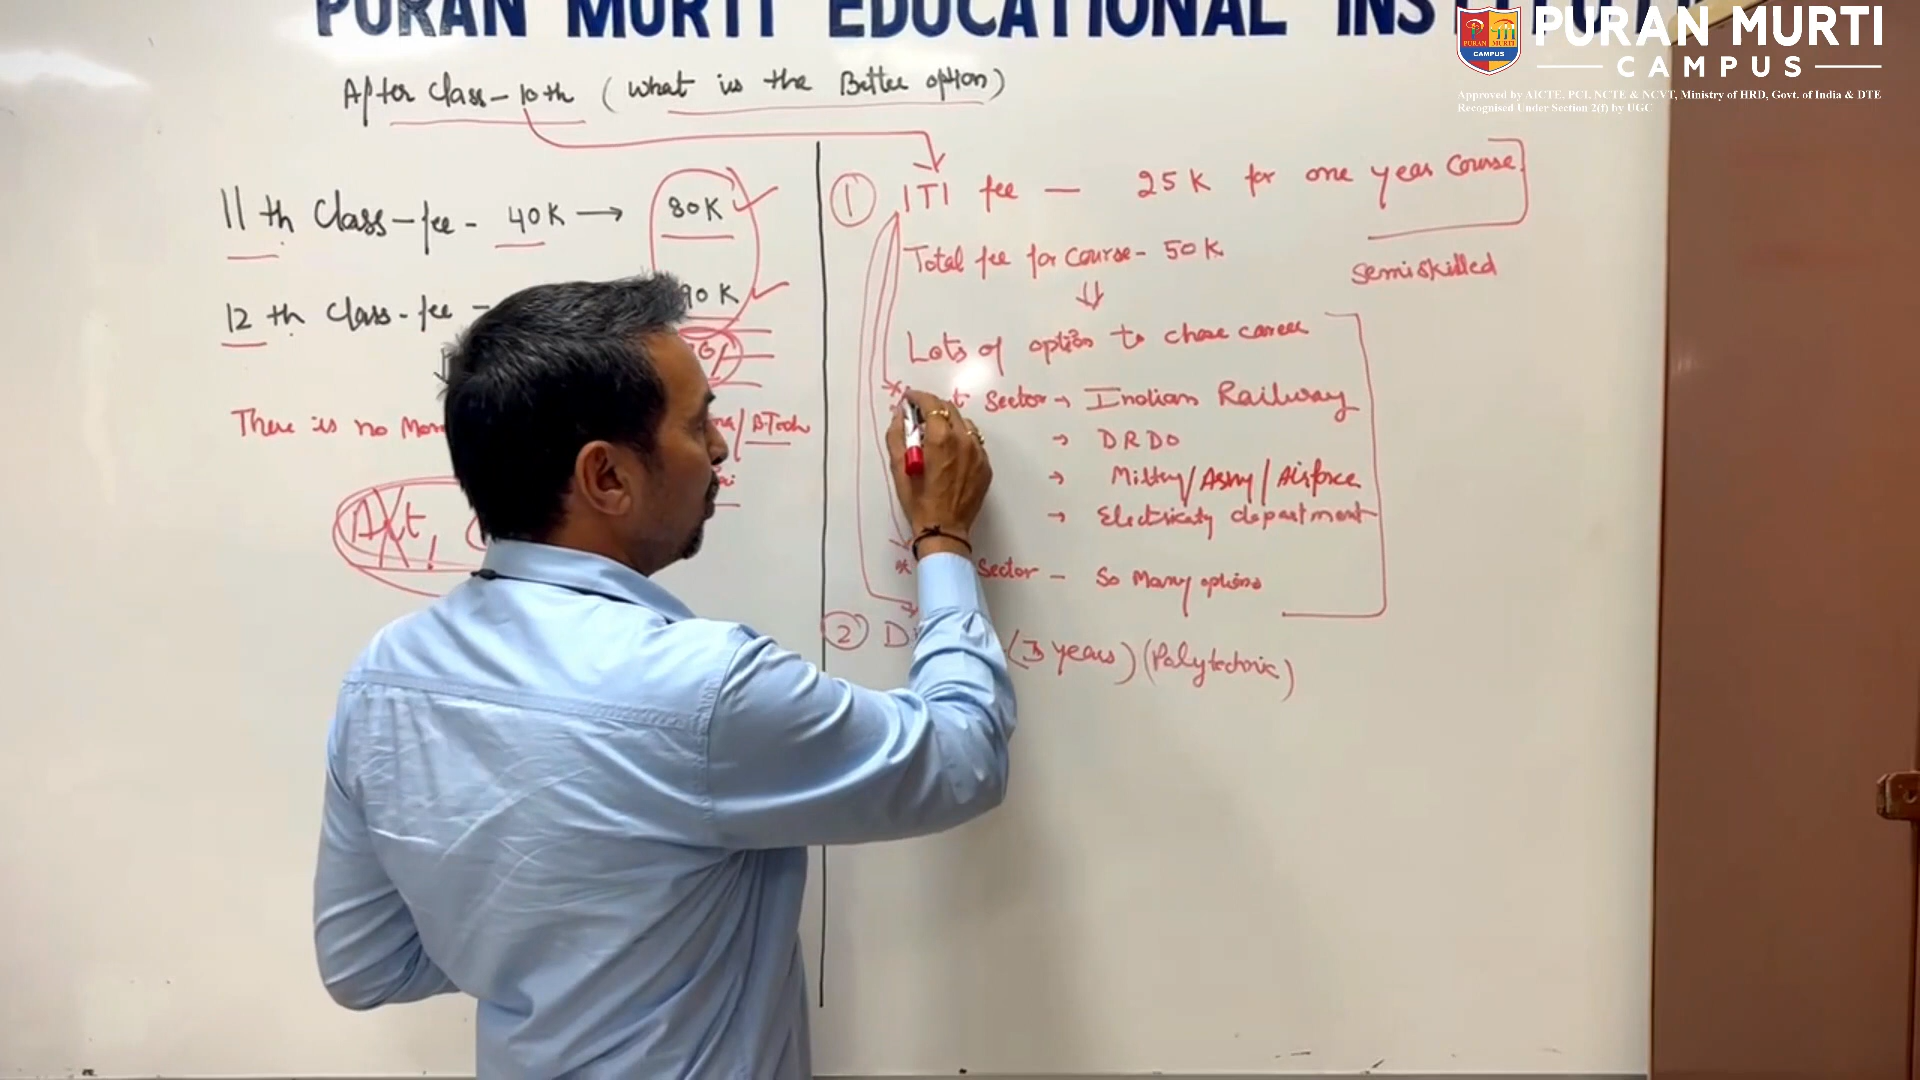 PURAN MURTI EDUCATIONAL
PURAN MURTI
CAMPUS
Approved by AICTE, PCI, NCTE & NCVT, Ministry of HRD, Govt. of India & DTE
Recognised Under Section 2(f) by UGC
PURAN MURTI
CAMPUS
After Class-10th (What is the Better option)
11th Class-fee - 40K → 80K
12th Class-fee - 90K
There is no / B.Tech
① ITI fee — 25K for one year Course
Total fee for Course - 50K
Semiskilled
⇓
Lots of option to chose career
Sector → Indian Railway
→ DRDO
→ Military/Army/Airforce
→ Electricaty department
Sector - So Many options
② (3 years) (Polytechnic)